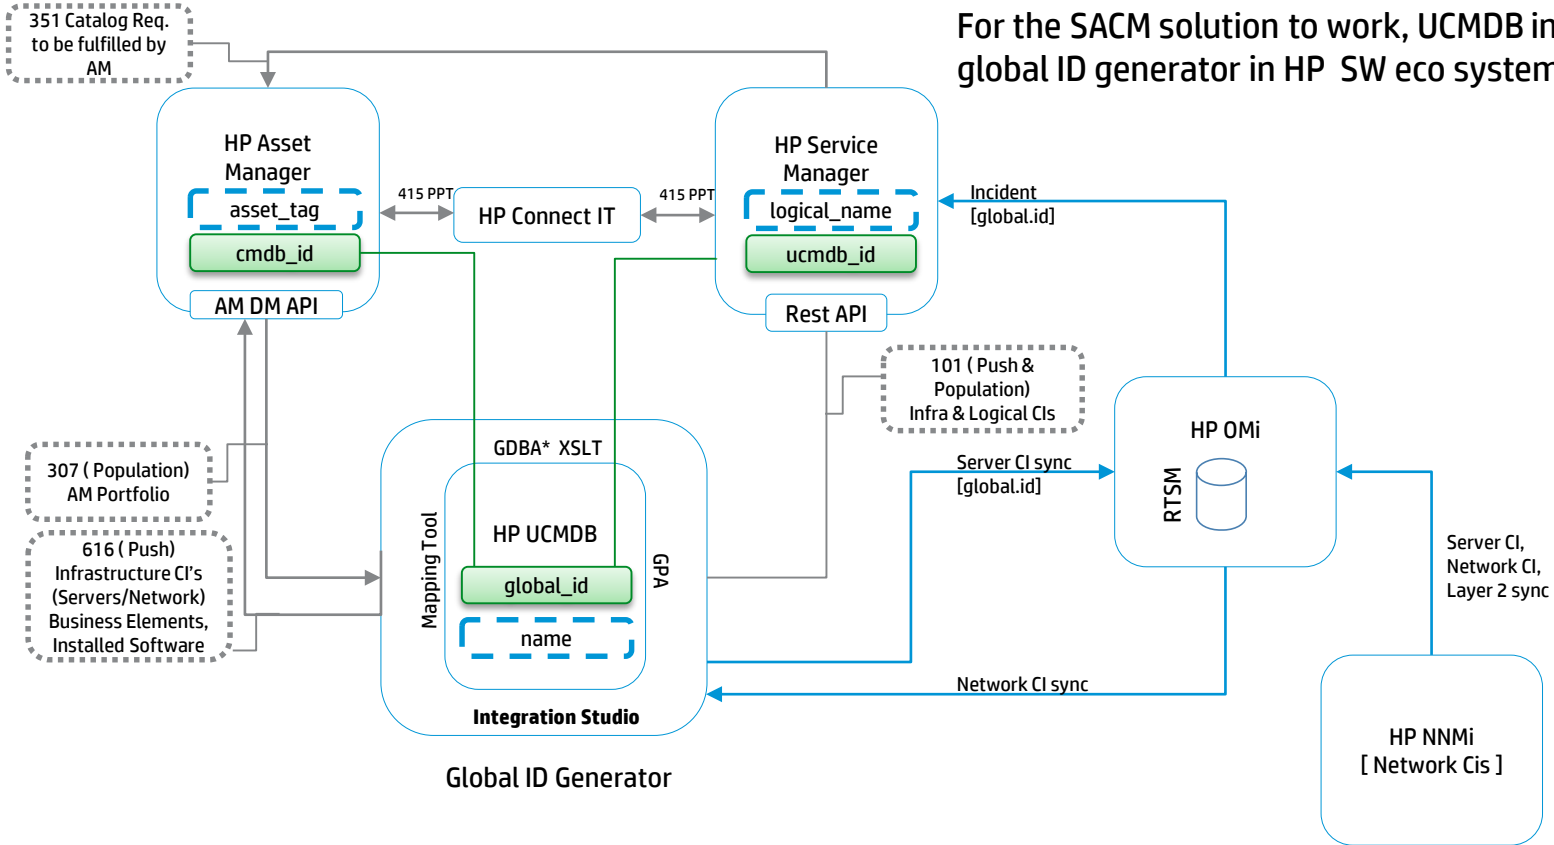 For the SACM solution to work, UCMDB in
global ID generator in HP SW eco system
351 Catalog Req.
to be fulfilled by
AM
HP Asset
Manager
asset_tag
cmdb_id
AM DM API
415 PPT
HP Connect IT
415 PPT
HP Service
Manager
logical_name
ucmdb_id
Rest API
Incident
[global.id]
101 ( Push &
Population)
Infra & Logical CIs
307 ( Population)
AM Portfolio
616 ( Push)
Infrastructure CI's
(Servers/Network)
Business Elements,
Installed Software
GDBA* XSLT
Mapping Tool
HP UCMDB
GPA
global_id
name
Integration Studio
Global ID Generator
Server CI sync
[global.id]
Network CI sync
HP OMi
RTSM
Server CI,
Network CI,
Layer 2 sync
HP NNMi
[ Network Cis ]